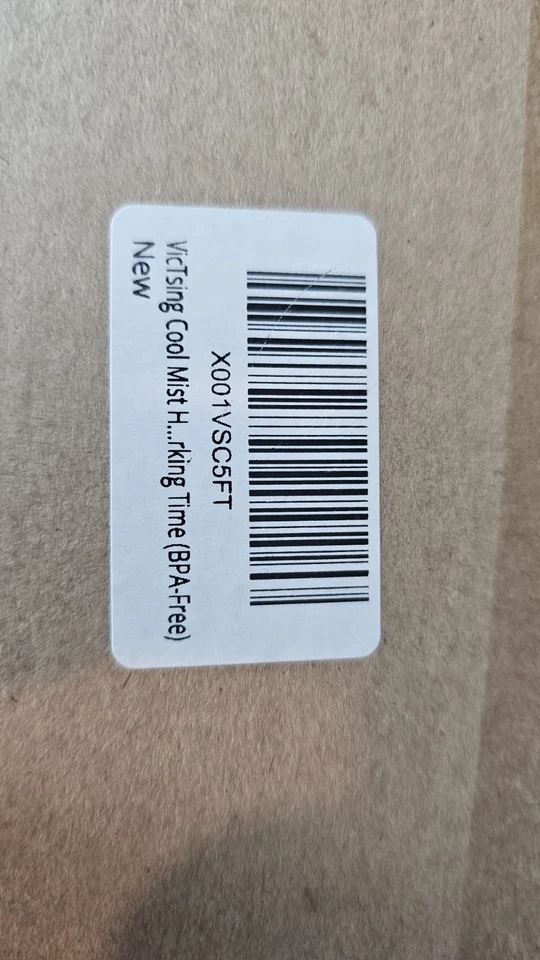 X001VSC5FT
VicTsing Cool Mist H...rking Time (BPA-Free)
New